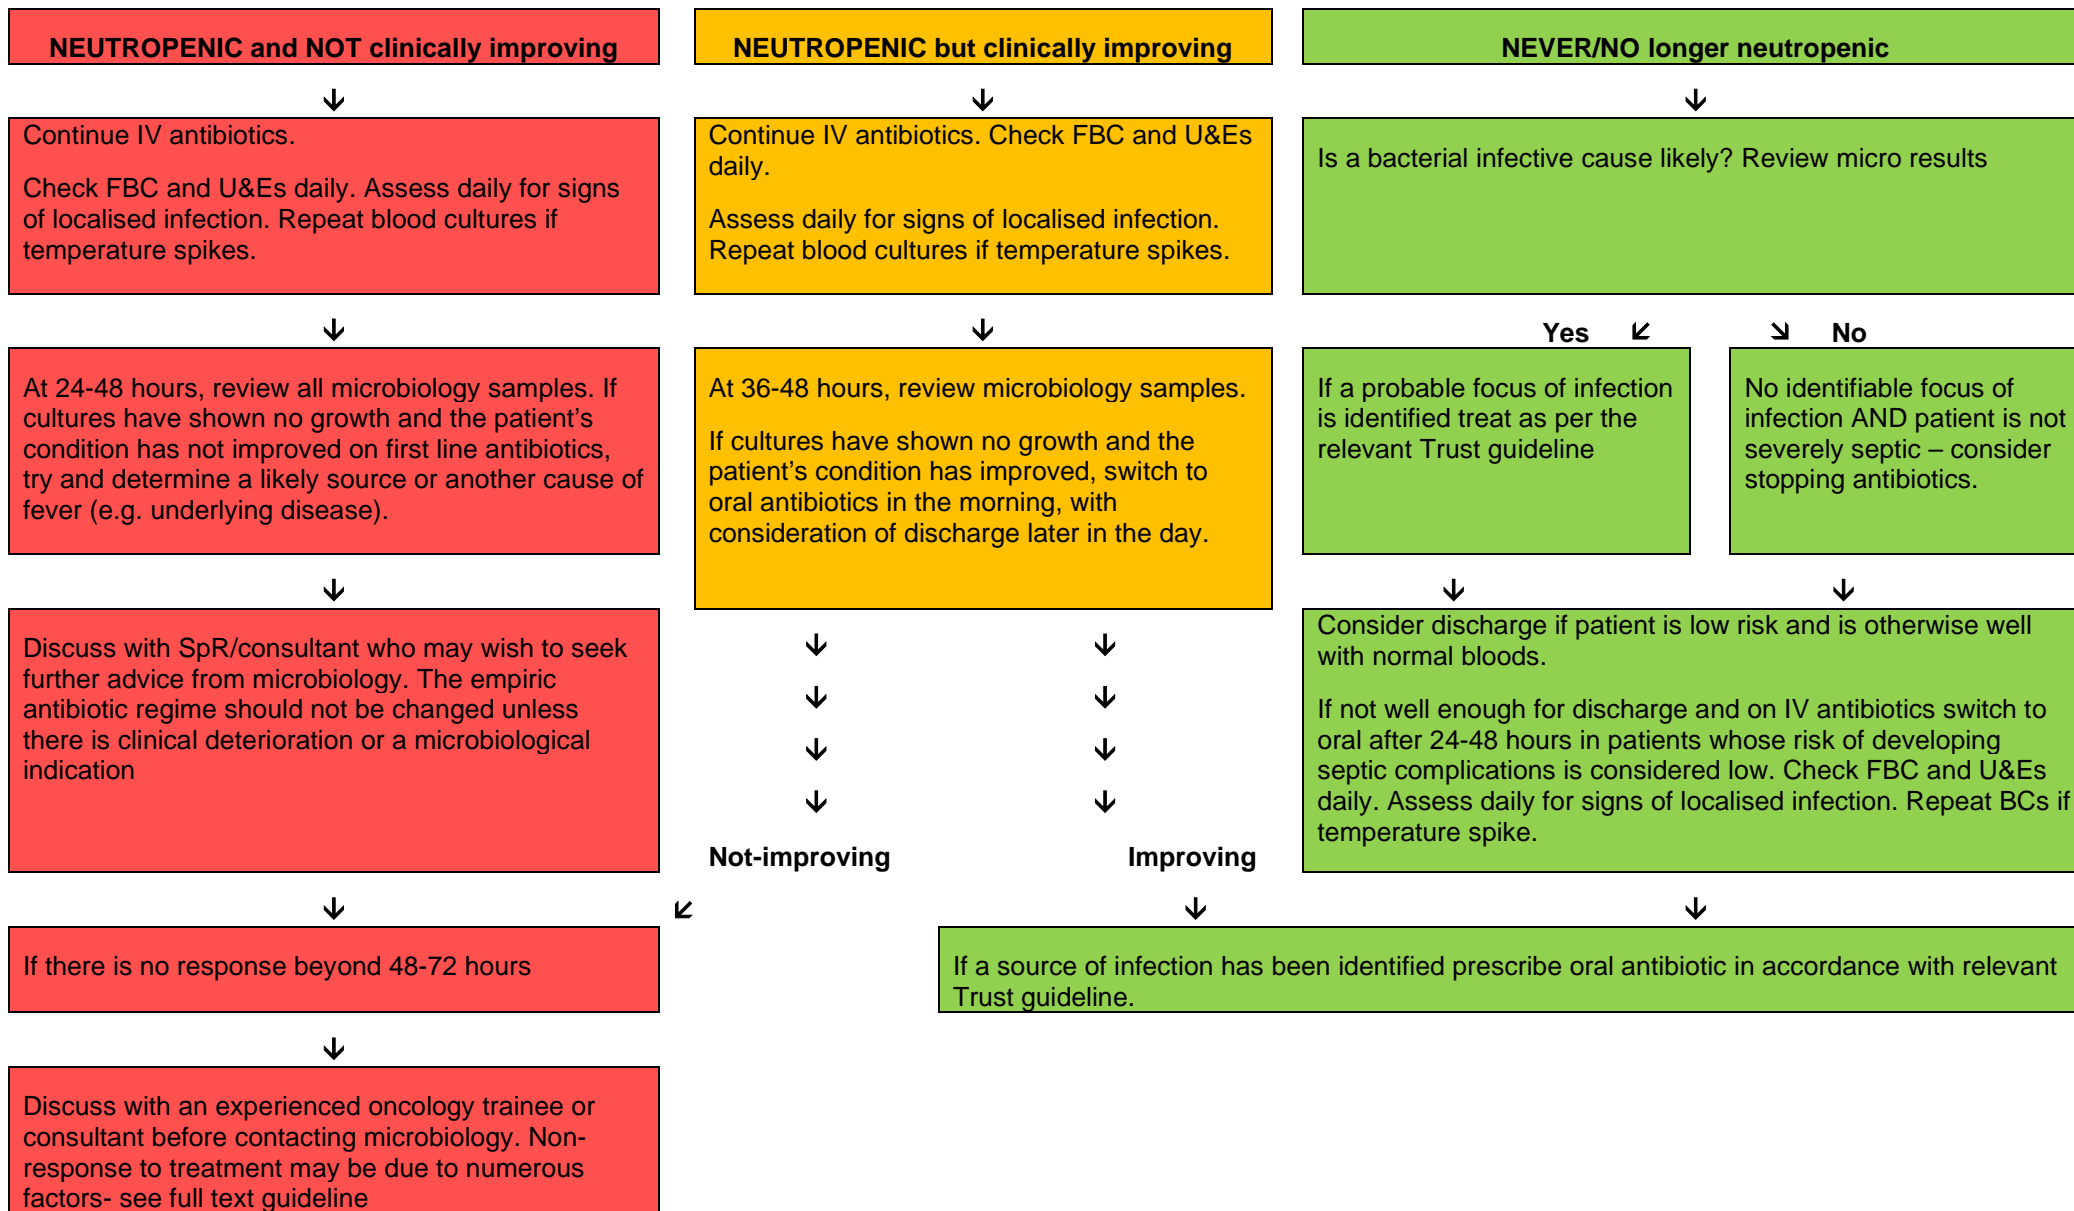 NEUTROPENIC and NOT clinically improving
Continue IV antibiotics.
Check FBC and U&Es daily. Assess daily for signs
of localised infection. Repeat blood cultures if
temperature spikes.
At 24-48 hours, review all microbiology samples. If
cultures have shown no growth and the patient’s
condition has not improved on first line antibiotics,
try and determine a likely source or another cause of
fever (e.g. underlying disease).
Discuss with SpR/consultant who may wish to seek
further advice from microbiology. The empiric
antibiotic regime should not be changed unless
there is clinical deterioration or a microbiological
indication
If there is no response beyond 48-72 hours
Discuss with an experienced oncology trainee or
consultant before contacting microbiology. Non-
response to treatment may be due to numerous
factors- see full text guideline
NEUTROPENIC but clinically improving
Continue IV antibiotics. Check FBC and U&Es
daily.
Assess daily for signs of localised infection.
Repeat blood cultures if temperature spikes.
At 36-48 hours, review microbiology samples.
If cultures have shown no growth and the
patient’s condition has improved, switch to
oral antibiotics in the morning, with
consideration of discharge later in the day.
Not-improving
Improving
NEVER/NO longer neutropenic
Is a bacterial infective cause likely? Review micro results
Yes
No
If a probable focus of infection
is identified treat as per the
relevant Trust guideline
No identifiable focus of
infection AND patient is not
severely septic – consider
stopping antibiotics.
Consider discharge if patient is low risk and is otherwise well
with normal bloods.
If not well enough for discharge and on IV antibiotics switch to
oral after 24-48 hours in patients whose risk of developing
septic complications is considered low. Check FBC and U&Es
daily. Assess daily for signs of localised infection. Repeat BCs if
temperature spike.
If a source of infection has been identified prescribe oral antibiotic in accordance with relevant
Trust guideline.